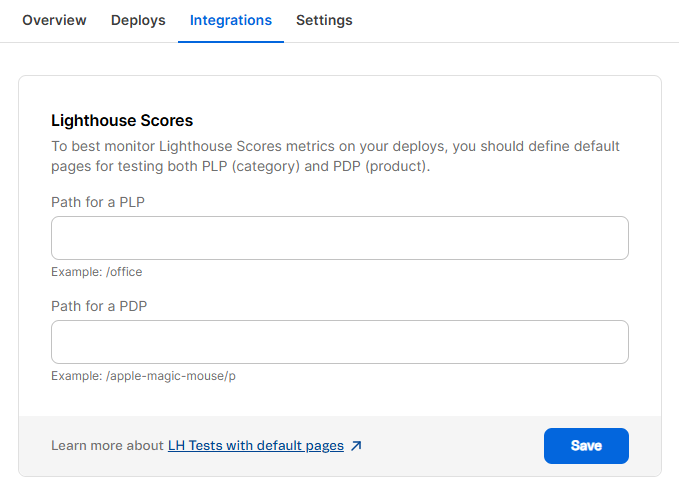 Overview Deploys Integrations Settings
Lighthouse Scores
To best monitor Lighthouse Scores metrics on your deploys, you should define default
pages for testing both PLP (category) and PDP (product).
Path for a PLP
Example: /office
Path for a PDP
Example: /apple-magic-mouse/p
Learn more about LH Tests with default pages Save